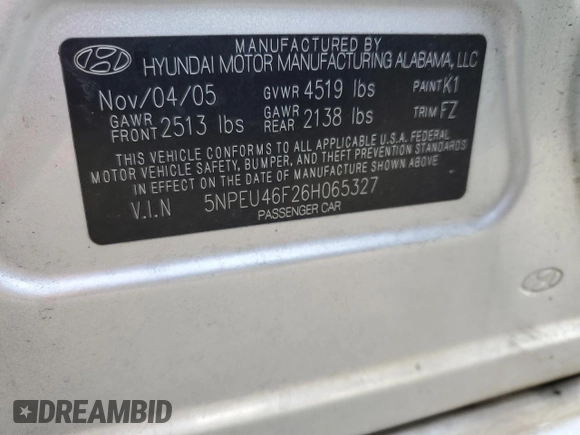 MANUFACTURED BY
HYUNDAI MOTOR MANUFACTURING ALABAMA, LLC
Nov/04/05 GVWR 4519 lbs PAINT K1
GAWR FRONT 2513 lbs GAWR REAR 2138 lbs TRIM FZ
THIS VEHICLE CONFORMS TO ALL APPLICABLE U.S.A. FEDERAL
MOTOR VEHICLE SAFETY, BUMPER, AND THEFT PREVENTION STANDARDS
IN EFFECT ON THE DATE OF MANUFACTURE SHOWN ABOVE
V.I.N 5NPEU46F26H065327
PASSENGER CAR
DREAMBID